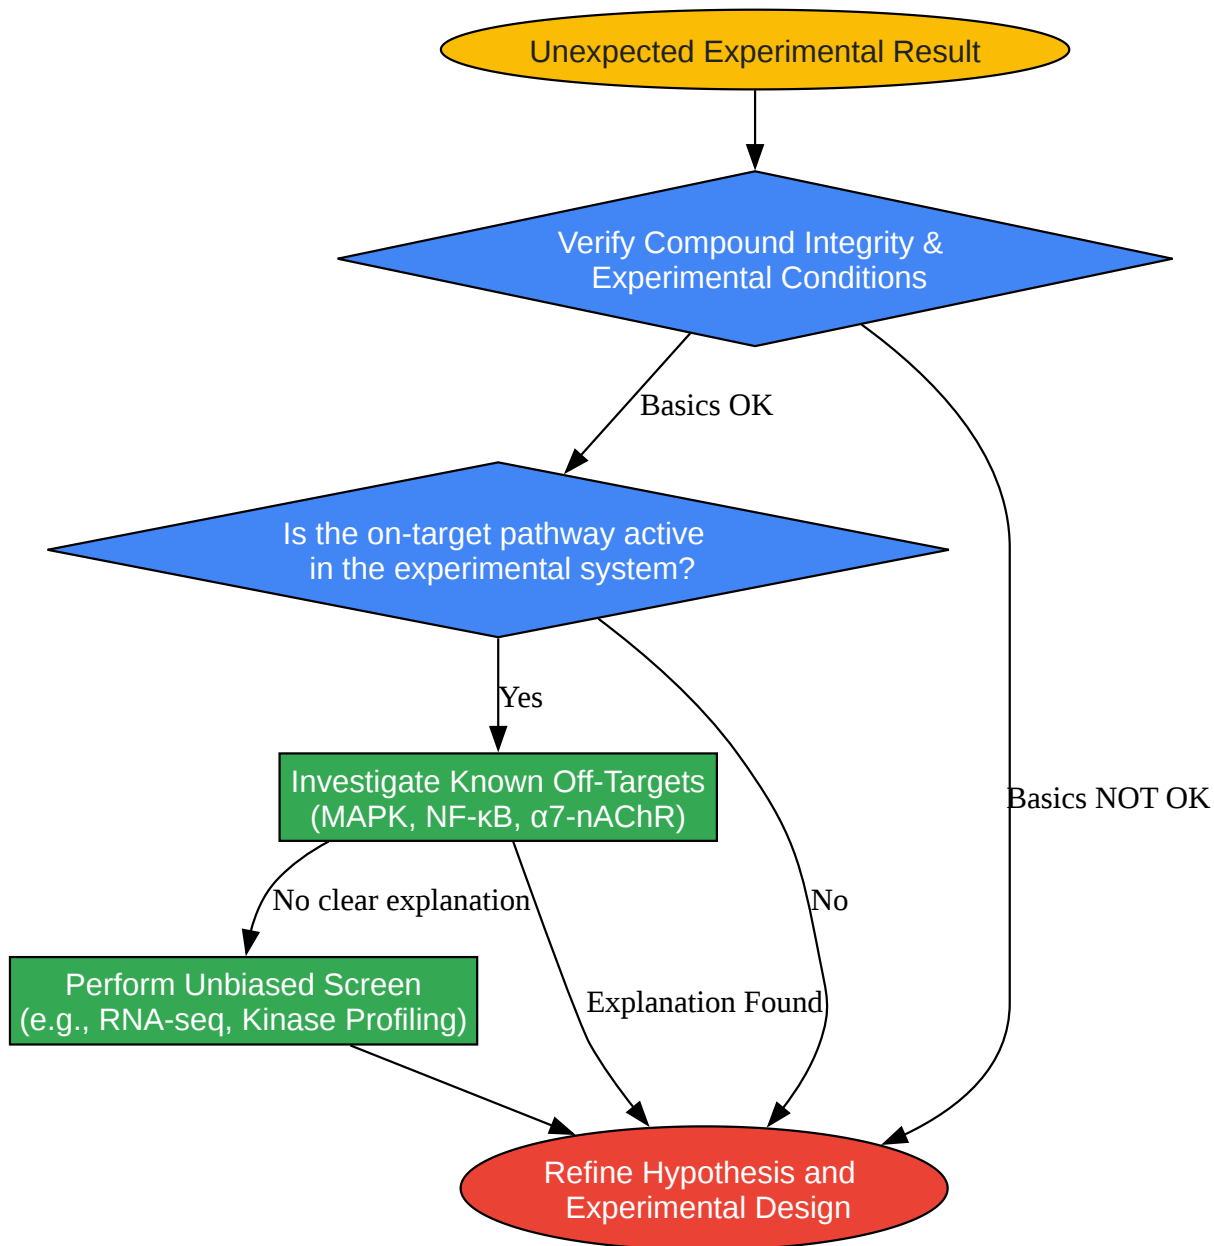 Unexpected Experimental Result
Verify Compound Integrity &
Experimental Conditions
Basics OK
Is the on-target pathway active
in the experimental system?
Yes
Investigate Known Off-Targets
(MAPK, NF-κB, α7-nAChR)
Basics NOT OK
No clear explanation
No
Perform Unbiased Screen
(e.g., RNA-seq, Kinase Profiling)
Explanation Found
Refine Hypothesis and
Experimental Design